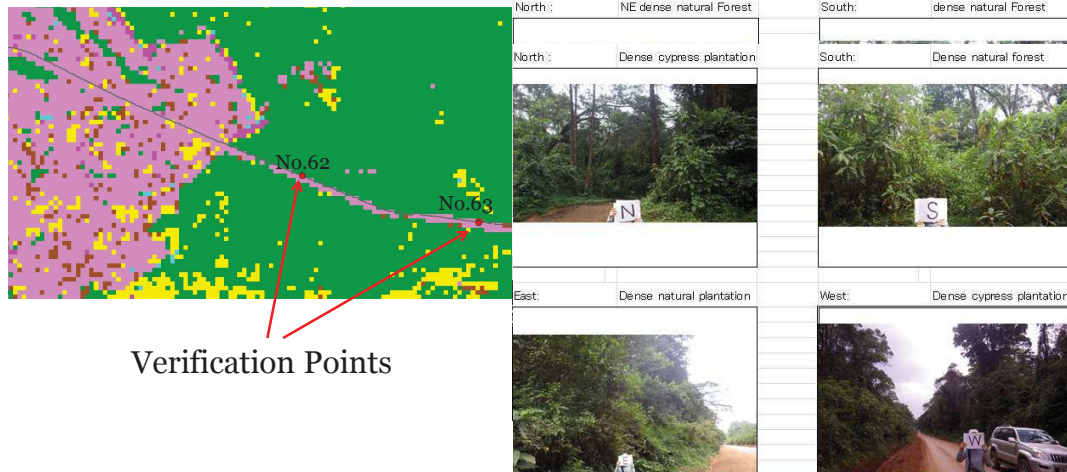 No.62
No.63
Verification Points
North : NE dense natural Forest South: dense natural Forest
North : Dense cypress plantation South: Dense natural forest
N
S
East: Dense natural plantation West: Dense cypress plantation
E
W